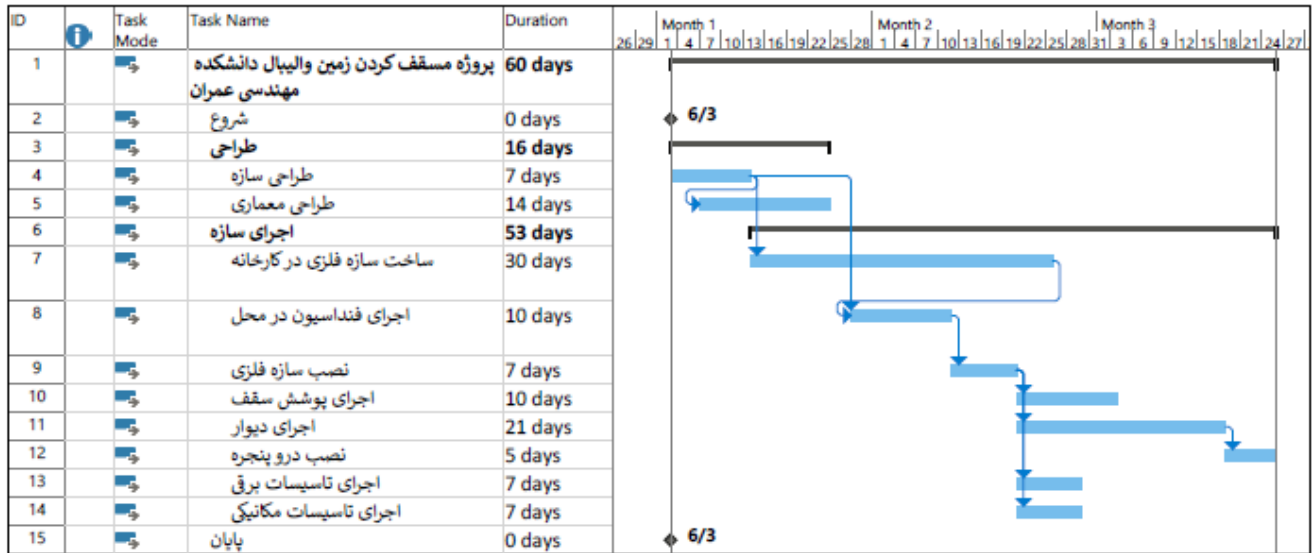 ID Task Mode Task Name Duration
Month 1 Month 2 Month 3
26 29 1 4 7 10 13 16 19 22 25 28 1 4 7 10 13 16 19 22 25 28 31 3 6 9 12 15 18 21 24 27
1 پروژه مسقف کردن زمین والیبال دانشکده 60 days
مهندسی عمران
2 شروع 0 days 6/3
3 طراحی 16 days
4 طراحی سازه 7 days
5 طراحی معماری 14 days
6 اجرای سازه 53 days
7 ساخت سازه فلزی در کارخانه 30 days
8 اجرای فنداسیون در محل 10 days
9 نصب سازه فلزی 7 days
10 اجرای پوشش سقف 10 days
11 اجرای دیوار 21 days
12 نصب درو پنجره 5 days
13 اجرای تاسیسات برقی 7 days
14 اجرای تاسیسات مکانیکی 7 days
15 پایان 0 days 6/3